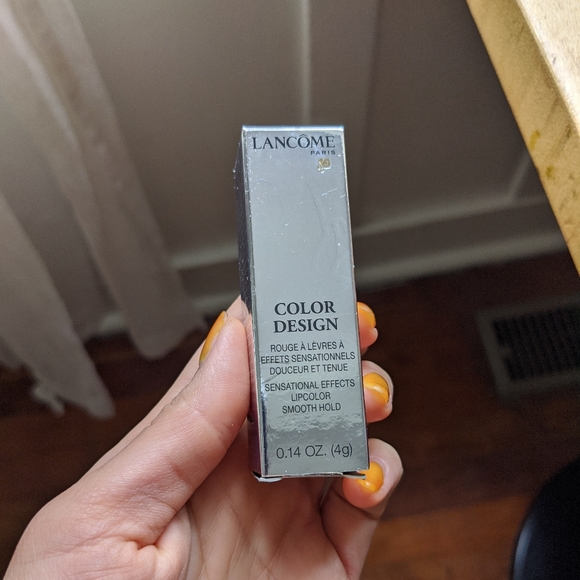 LANCÔME
PARIS
COLOR
DESIGN
ROUGE À LÈVRES À
EFFETS SENSATIONNELS
DOUCEUR ET TENUE
SENSATIONAL EFFECTS
LIPCOLOR
SMOOTH HOLD
0.14 OZ. (4g)